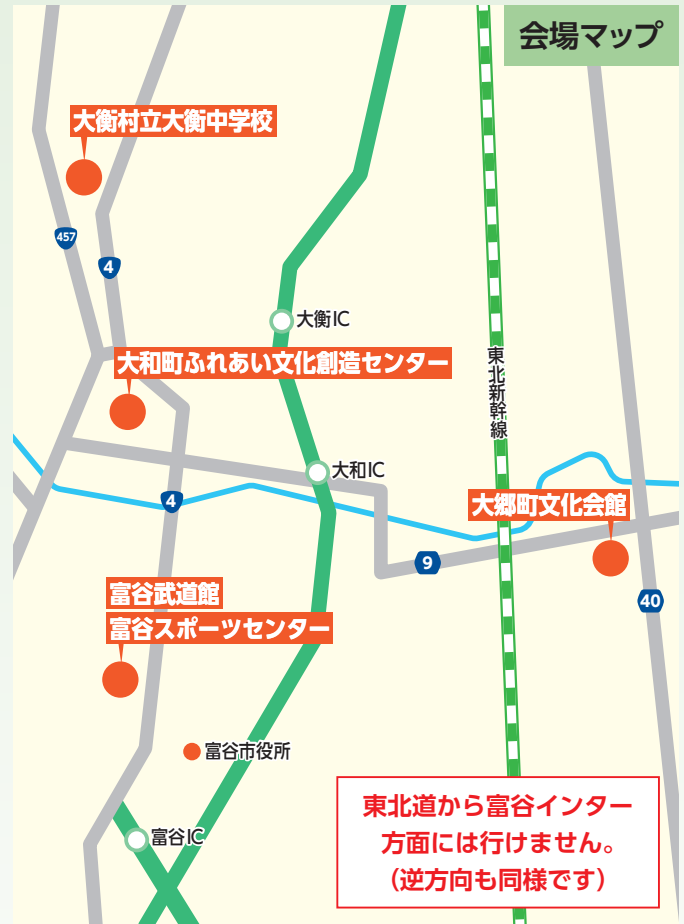 会場マップ
大衡村立大衡中学校
457
4
大衡IC
大和町ふれあい文化創造センター
東北新幹線
大和IC
4
大郷町文化会館
9
富谷武道館
富谷スポーツセンター
40
富谷市役所
東北道から富谷インター
方面には行けません。
（逆方向も同様です）
富谷IC